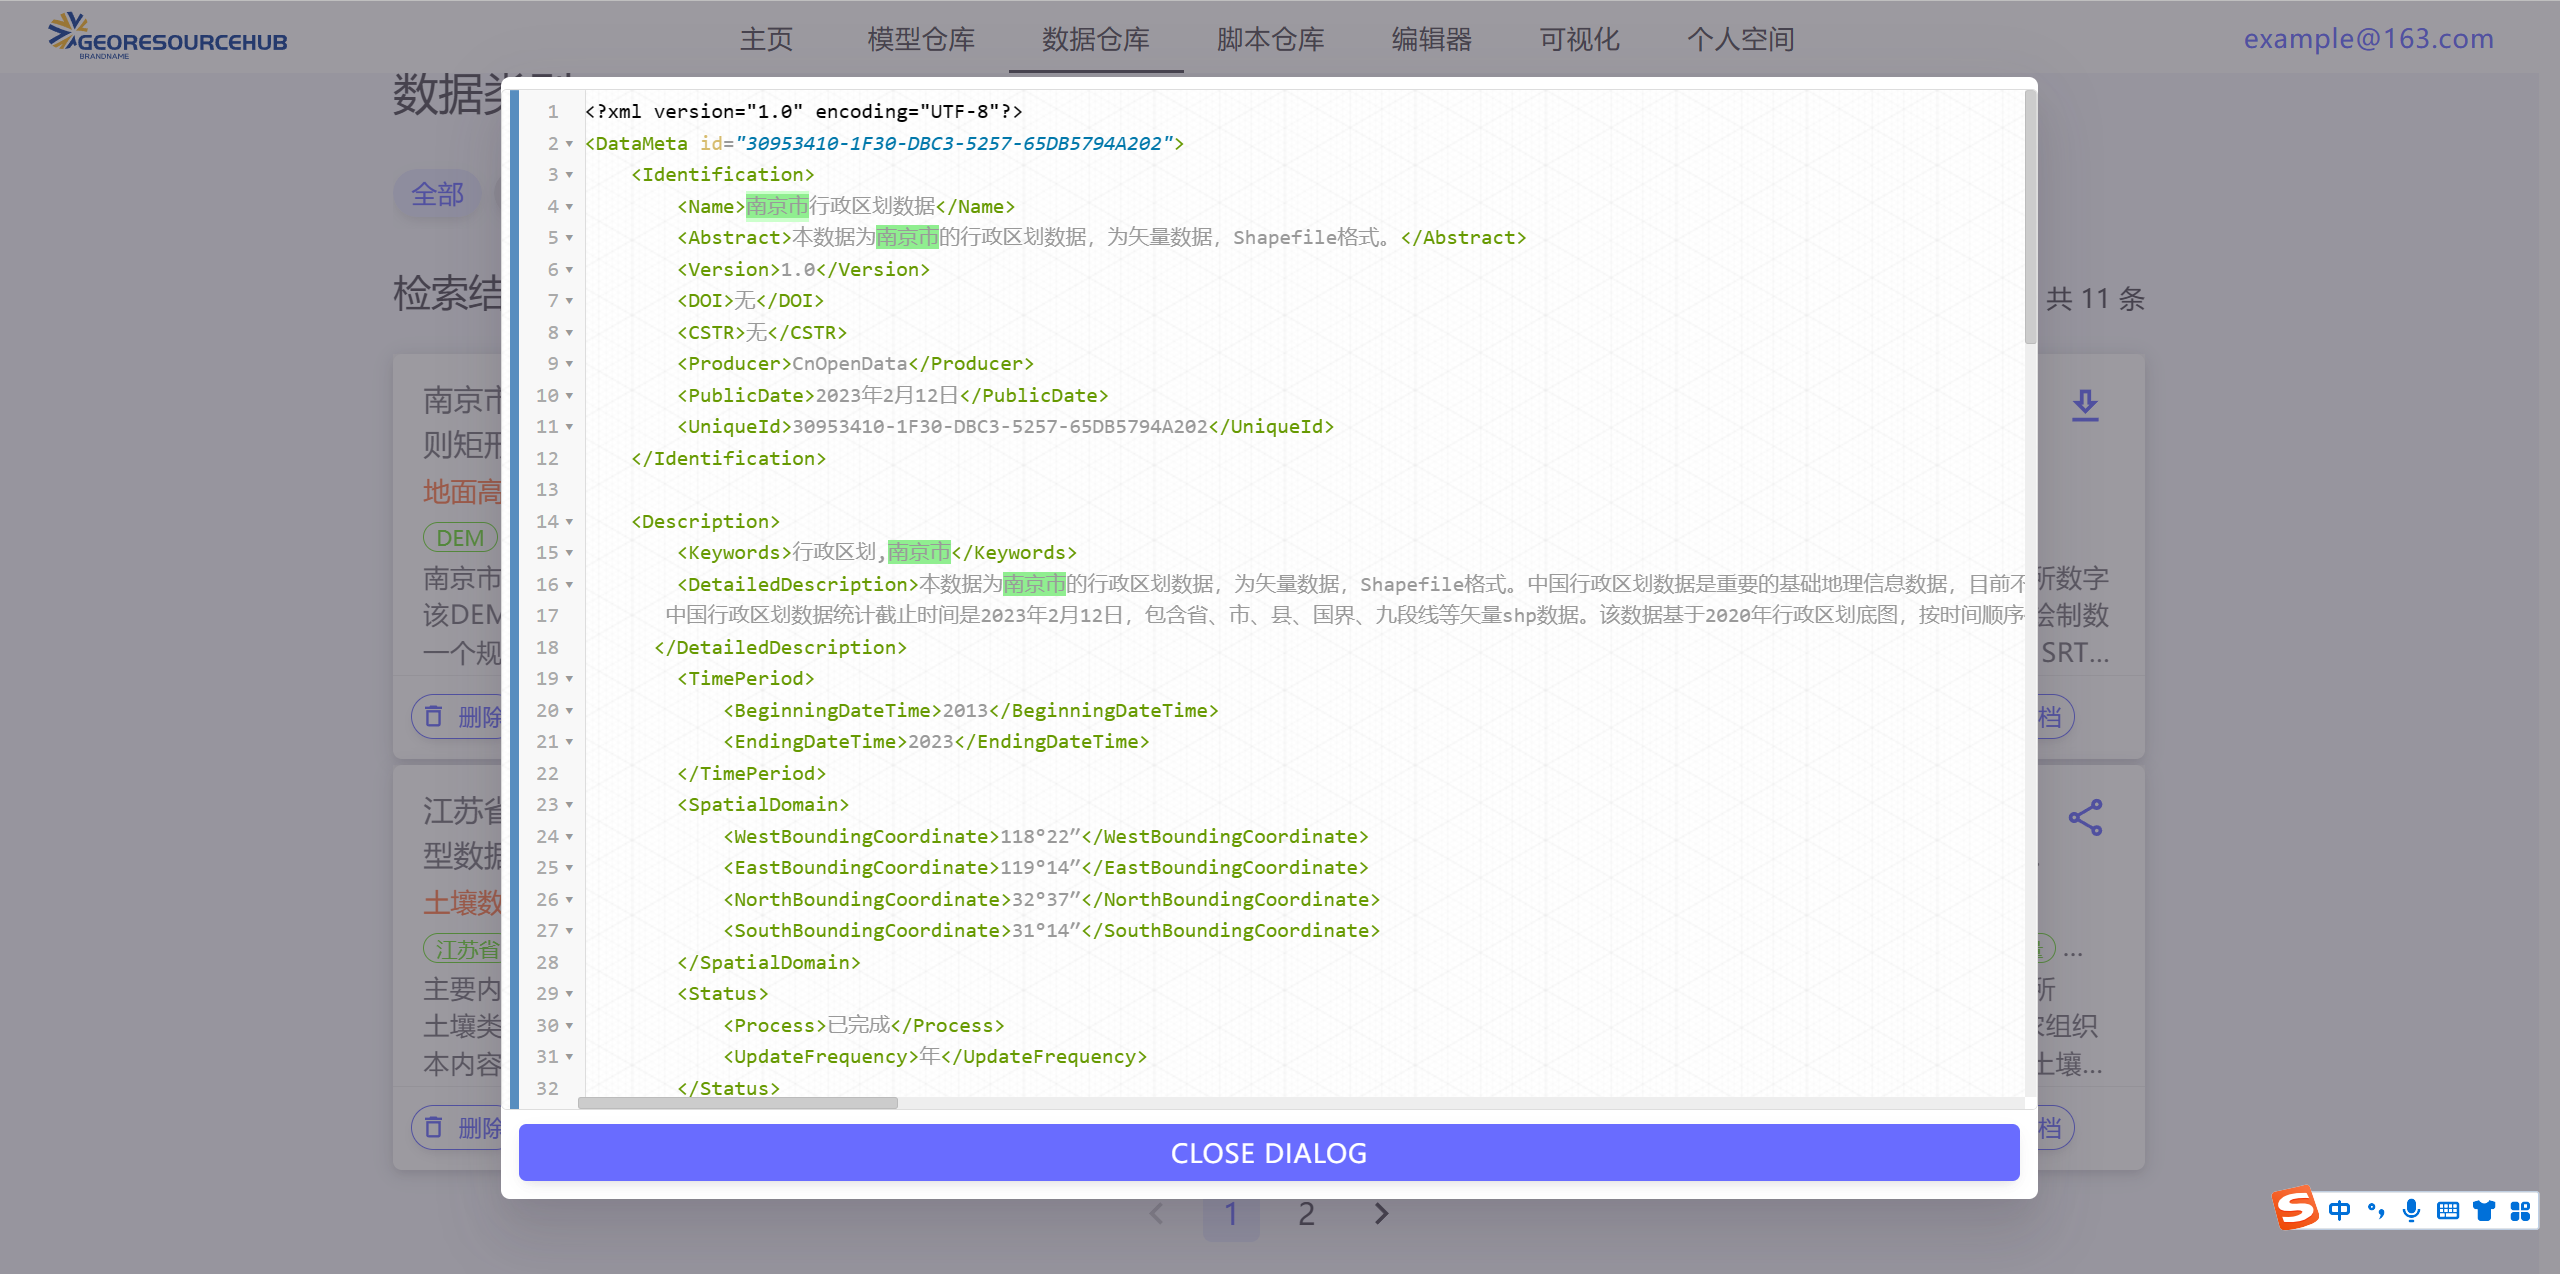 GEORESOURCEHUB
BRANDNAME
主页 模型仓库 数据仓库 脚本仓库 编辑器 可视化 个人空间
example@163.com
数据类
全部
检索结
共 11 条
南京市
则矩形
地面高
DEM
南京市
该DEM
一个规
删除
江苏省
型数据
土壤数
江苏省
主要内
土壤类
本内容
删除
1 <?xml version="1.0" encoding="UTF-8"?>
2 <DataMeta id="30953410-1F30-DBC3-5257-65DB5794A202">
3 <Identification>
4 <Name>南京市行政区划数据</Name>
5 <Abstract>本数据为南京市的行政区划数据，为矢量数据，Shapefile格式。</Abstract>
6 <Version>1.0</Version>
7 <DOI>无</DOI>
8 <CSTR>无</CSTR>
9 <Producer>CnOpenData</Producer>
10 <PublicDate>2023年2月12日</PublicDate>
11 <UniqueId>30953410-1F30-DBC3-5257-65DB5794A202</UniqueId>
12 </Identification>
13
14 <Description>
15 <Keywords>行政区划,南京市</Keywords>
16 <DetailedDescription>本数据为南京市的行政区划数据，为矢量数据，Shapefile格式。中国行政区划数据是重要的基础地理信息数据，目前不
17 中国行政区划数据统计截止时间是2023年2月12日，包含省、市、县、国界、九段线等矢量shp数据。该数据基于2020年行政区划底图，按时间顺序
18 </DetailedDescription>
19 <TimePeriod>
20 <BeginningDateTime>2013</BeginningDateTime>
21 <EndingDateTime>2023</EndingDateTime>
22 </TimePeriod>
23 <SpatialDomain>
24 <WestBoundingCoordinate>118°22”</WestBoundingCoordinate>
25 <EastBoundingCoordinate>119°14”</EastBoundingCoordinate>
26 <NorthBoundingCoordinate>32°37”</NorthBoundingCoordinate>
27 <SouthBoundingCoordinate>31°14”</SouthBoundingCoordinate>
28 </SpatialDomain>
29 <Status>
30 <Process>已完成</Process>
31 <UpdateFrequency>年</UpdateFrequency>
32 </Status>
CLOSE DIALOG
所数字
绘制数
SRT...
档
...
所
组织
土壤...
档
1 2
中